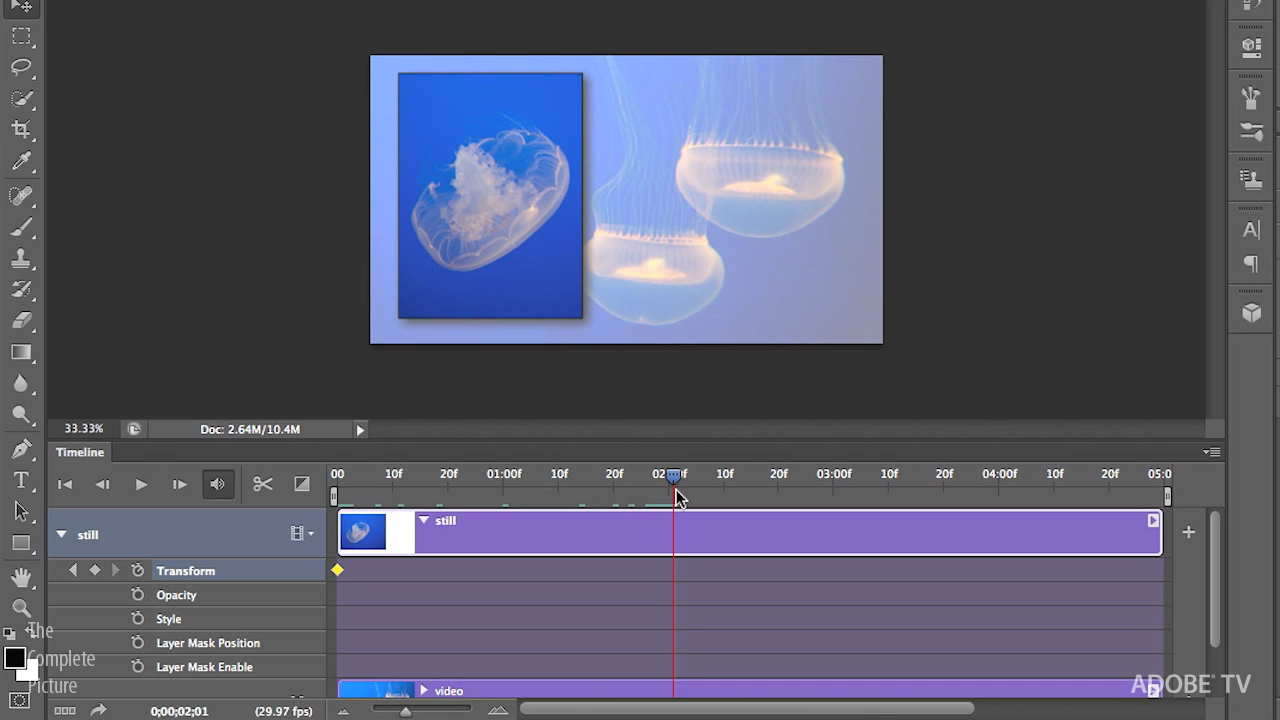 33.33%
Doc: 2.64M/10.4M
Timeline
00 10f 20f 01:00f 10f 20f 02:00f 10f 20f 03:00f 10f 20f 04:00f 10f 20f 05:0
still
still
Transform
Opacity
Style
Layer Mask Position
Layer Mask Enable
video
0;00;02;01 (29.97 fps)
The
Complete
Picture
ADOBE® TV